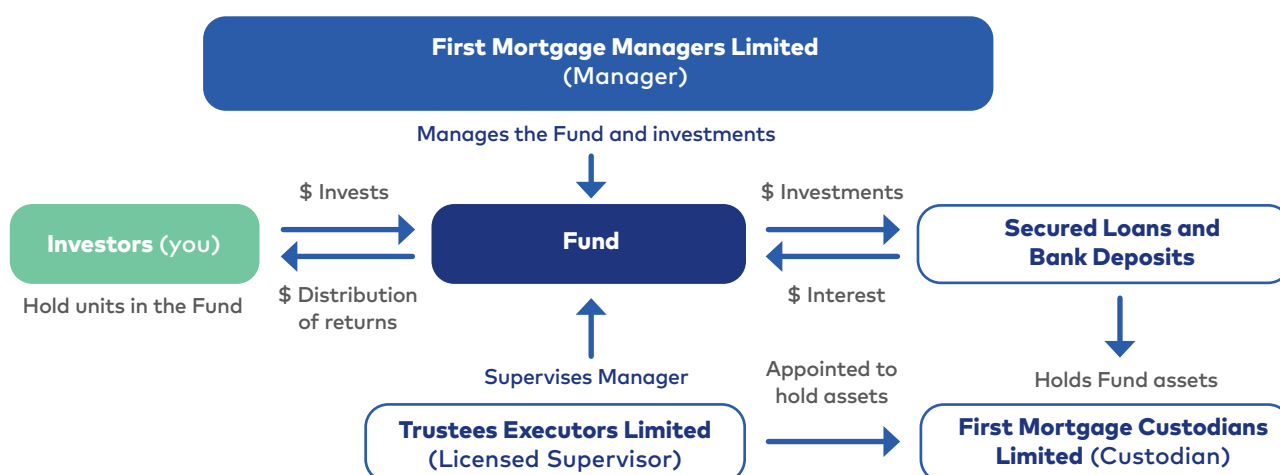 First Mortgage Managers Limited
(Manager)
Manages the Fund and investments
$ Invests
$ Investments
Investors (you)
Fund
Secured Loans and
Bank Deposits
Hold units in the Fund
$ Distribution
of returns
$ Interest
Supervises Manager
Appointed to
hold assets
Holds Fund assets
Trustees Executors Limited
(Licensed Supervisor)
First Mortgage Custodians
Limited (Custodian)